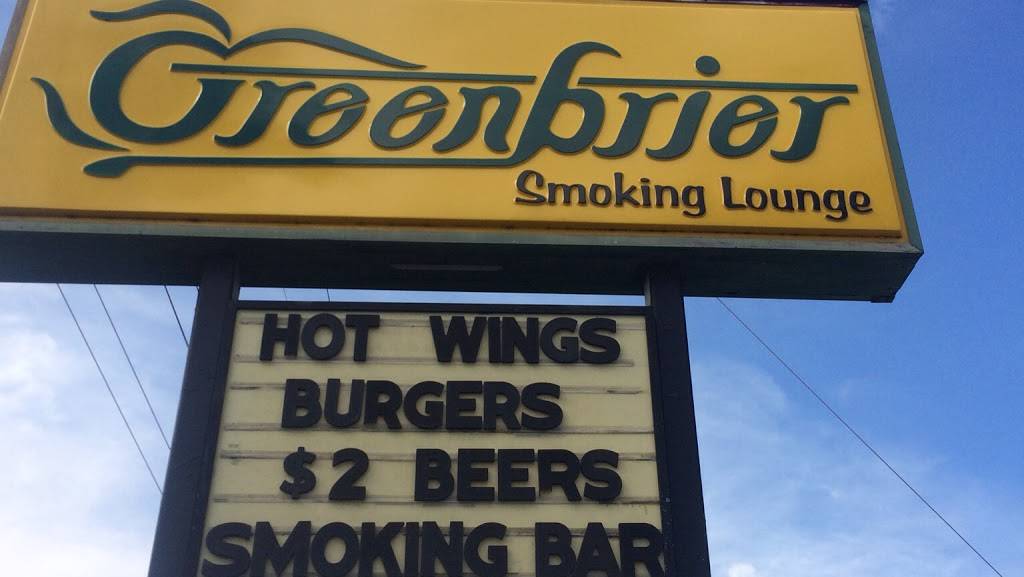 Greenbrier
Smoking Lounge
HOT WINGS
BURGERS
$2 BEERS
SMOKING BAR